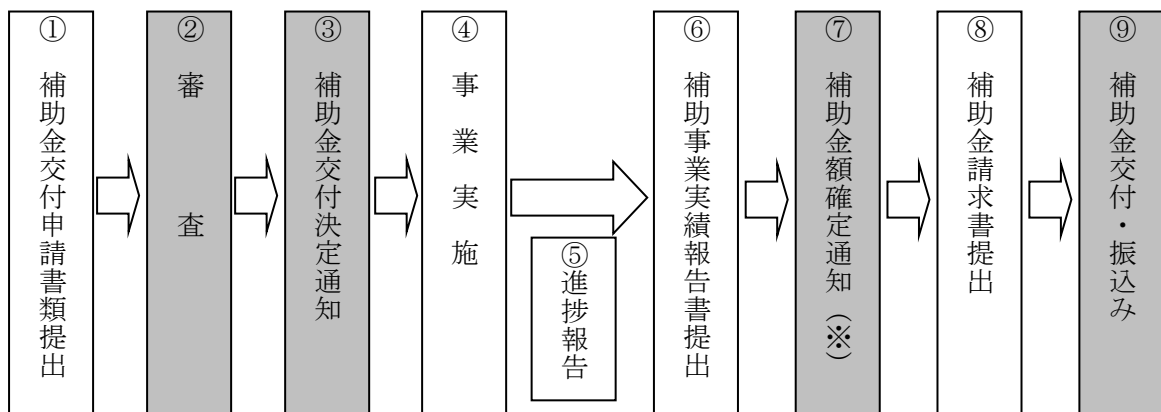 ①補助金交付申請書類提出
②審査
③補助金交付決定通知
④事業実施
⑤進捗報告
⑥補助事業実績報告書提出
⑦補助金額確定通知（※）
⑧補助金請求書提出
⑨補助金交付・振込み